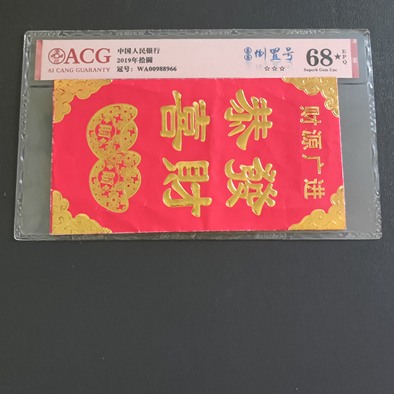 ACG
AI CANG GUARANTY
中国人民银行
2019年拾圆
冠号: WA00988966
倒置号
☆☆☆
68★
EPQ
Superb Gem Unc
财源广进
恭喜
發財